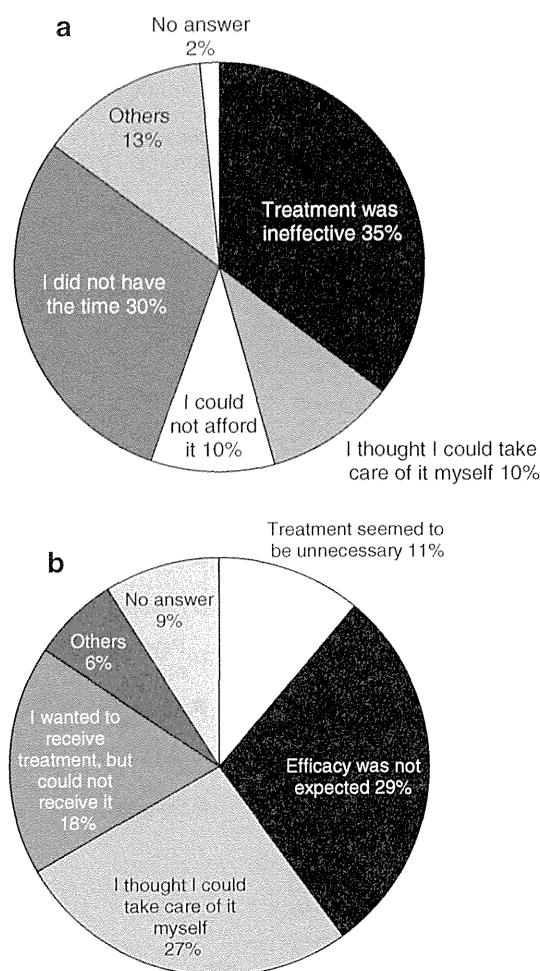 a
No answer
2%
Others
13%
Treatment was
ineffective 35%
I did not have
the time 30%
I could
not afford
it 10%
I thought I could take
care of it myself 10%
b
Treatment seemed to
be unnecessary 11%
No answer
9%
Others
6%
I wanted to
receive
treatment, but
could not
receive it
18%
Efficacy was not
expected 29%
I thought I could
take care of it
myself
27%